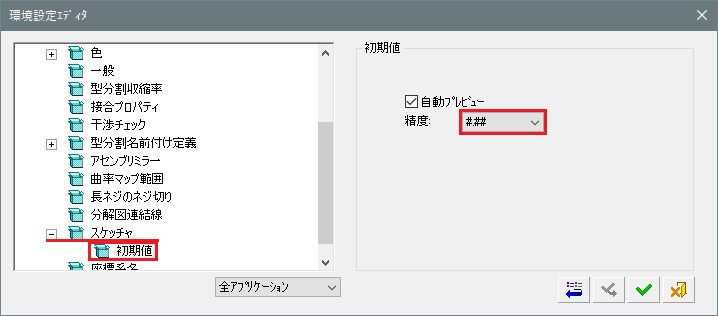 環境設定ｴﾃﾞｨﾀ
色
一般
型分割収縮率
接合プロパティ
干渉チェック
型分割名前付け定義
アセンブリミラー
曲率マップ範囲
長ネジのネジ切り
分解図連結線
スケッチャ
初期値
座標系名
全アプリケーション
初期値
自動プレビュー
精度:
#.##